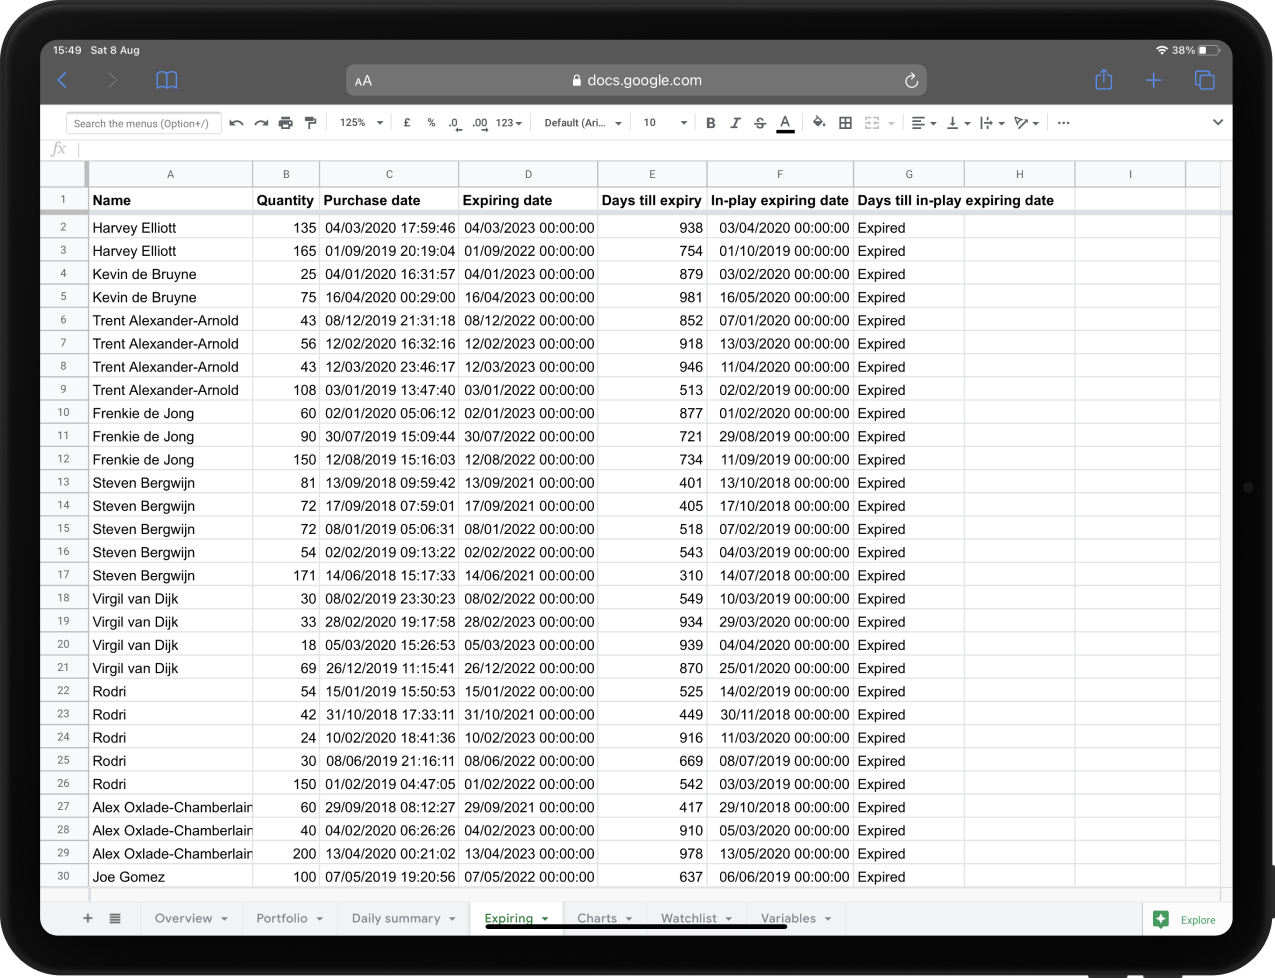 15:49 Sat 8 Aug 38%
AA docs.google.com
Search the menus (Option+/) 125% £ % .0 .00 123 Default (Ari... 10 B I S A ...
fx
A B C D E F G H I
1 Name Quantity Purchase date Expiring date Days till expiry In-play expiring date Days till in-play expiring date
2 Harvey Elliott 135 04/03/2020 17:59:46 04/03/2023 00:00:00 938 03/04/2020 00:00:00 Expired
3 Harvey Elliott 165 01/09/2019 20:19:04 01/09/2022 00:00:00 754 01/10/2019 00:00:00 Expired
4 Kevin de Bruyne 25 04/01/2020 16:31:57 04/01/2023 00:00:00 879 03/02/2020 00:00:00 Expired
5 Kevin de Bruyne 75 16/04/2020 00:29:00 16/04/2023 00:00:00 981 16/05/2020 00:00:00 Expired
6 Trent Alexander-Arnold 43 08/12/2019 21:31:18 08/12/2022 00:00:00 852 07/01/2020 00:00:00 Expired
7 Trent Alexander-Arnold 56 12/02/2020 16:32:16 12/02/2023 00:00:00 918 13/03/2020 00:00:00 Expired
8 Trent Alexander-Arnold 43 12/03/2020 23:46:17 12/03/2023 00:00:00 946 11/04/2020 00:00:00 Expired
9 Trent Alexander-Arnold 108 03/01/2019 13:47:40 03/01/2022 00:00:00 513 02/02/2019 00:00:00 Expired
10 Frenkie de Jong 60 02/01/2020 05:06:12 02/01/2023 00:00:00 877 01/02/2020 00:00:00 Expired
11 Frenkie de Jong 90 30/07/2019 15:09:44 30/07/2022 00:00:00 721 29/08/2019 00:00:00 Expired
12 Frenkie de Jong 150 12/08/2019 15:16:03 12/08/2022 00:00:00 734 11/09/2019 00:00:00 Expired
13 Steven Bergwijn 81 13/09/2018 09:59:42 13/09/2021 00:00:00 401 13/10/2018 00:00:00 Expired
14 Steven Bergwijn 72 17/09/2018 07:59:01 17/09/2021 00:00:00 405 17/10/2018 00:00:00 Expired
15 Steven Bergwijn 72 08/01/2019 05:06:31 08/01/2022 00:00:00 518 07/02/2019 00:00:00 Expired
16 Steven Bergwijn 54 02/02/2019 09:13:22 02/02/2022 00:00:00 543 04/03/2019 00:00:00 Expired
17 Steven Bergwijn 171 14/06/2018 15:17:33 14/06/2021 00:00:00 310 14/07/2018 00:00:00 Expired
18 Virgil van Dijk 30 08/02/2019 23:30:23 08/02/2022 00:00:00 549 10/03/2019 00:00:00 Expired
19 Virgil van Dijk 33 28/02/2020 19:17:58 28/02/2023 00:00:00 934 29/03/2020 00:00:00 Expired
20 Virgil van Dijk 18 05/03/2020 15:26:53 05/03/2023 00:00:00 939 04/04/2020 00:00:00 Expired
21 Virgil van Dijk 69 26/12/2019 11:15:41 26/12/2022 00:00:00 870 25/01/2020 00:00:00 Expired
22 Rodri 54 15/01/2019 15:50:53 15/01/2022 00:00:00 525 14/02/2019 00:00:00 Expired
23 Rodri 42 31/10/2018 17:33:11 31/10/2021 00:00:00 449 30/11/2018 00:00:00 Expired
24 Rodri 24 10/02/2020 18:41:36 10/02/2023 00:00:00 916 11/03/2020 00:00:00 Expired
25 Rodri 30 08/06/2019 21:16:11 08/06/2022 00:00:00 669 08/07/2019 00:00:00 Expired
26 Rodri 150 01/02/2019 04:47:05 01/02/2022 00:00:00 542 03/03/2019 00:00:00 Expired
27 Alex Oxlade-Chamberlain 60 29/09/2018 08:12:27 29/09/2021 00:00:00 417 29/10/2018 00:00:00 Expired
28 Alex Oxlade-Chamberlain 40 04/02/2020 06:26:26 04/02/2023 00:00:00 910 05/03/2020 00:00:00 Expired
29 Alex Oxlade-Chamberlain 200 13/04/2020 00:21:02 13/04/2023 00:00:00 978 13/05/2020 00:00:00 Expired
30 Joe Gomez 100 07/05/2019 19:20:56 07/05/2022 00:00:00 637 06/06/2019 00:00:00 Expired
Overview Portfolio Daily summary Expiring Charts Watchlist Variables Explore